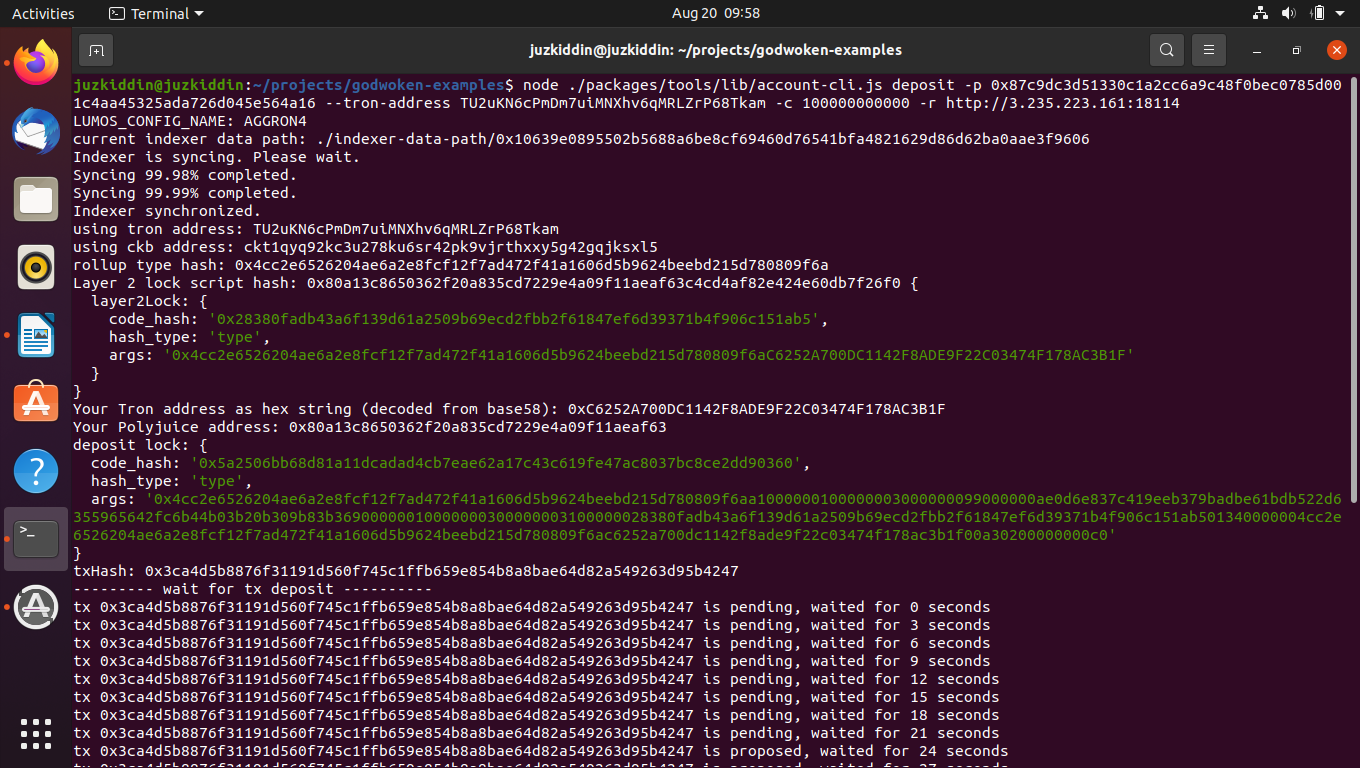 Activities Terminal Aug 20 09:58
juzkiddin@juzkiddin: ~/projects/godwoken-examples
juzkiddin@juzkiddin:~/projects/godwoken-examples$ node ./packages/tools/lib/account-cli.js deposit -p 0x87c9dc3d51330c1a2cc6a9c48f0bec0785d00
1c4aa45325ada726d045e564a16 --tron-address TU2uKN6cPmDm7uiMNXhv6qMRLZrP68Tkam -c 100000000000 -r http://3.235.223.161:18114
LUMOS_CONFIG_NAME: AGGRON4
current indexer data path: ./indexer-data-path/0x10639e0895502b5688a6be8cf69460d76541bfa4821629d86d62ba0aae3f9606
Indexer is syncing. Please wait.
Syncing 99.98% completed.
Syncing 99.99% completed.
Indexer synchronized.
using tron address: TU2uKN6cPmDm7uiMNXhv6qMRLZrP68Tkam
using ckb address: ckt1qyq92kc3u278ku6sr42pk9vjrthxxy5g42gqjksxl5
rollup type hash: 0x4cc2e6526204ae6a2e8fcf12f7ad472f41a1606d5b9624beebd215d780809f6a
Layer 2 lock script hash: 0x80a13c8650362f20a835cd7229e4a09f11aeaf63c4cd4af82e424e60db7f26f0 {
layer2Lock: {
code_hash: '0x28380fadb43a6f139d61a2509b69ecd2fbb2f61847ef6d39371b4f906c151ab5',
hash_type: 'type',
args: '0x4cc2e6526204ae6a2e8fcf12f7ad472f41a1606d5b9624beebd215d780809f6aC6252A700DC1142F8ADE9F22C03474F178AC3B1F'
}
}
Your Tron address as hex string (decoded from base58): 0xC6252A700DC1142F8ADE9F22C03474F178AC3B1F
Your Polyjuice address: 0x80a13c8650362f20a835cd7229e4a09f11aeaf63
deposit lock: {
code_hash: '0x5a2506bb68d81a11dcadad4cb7eae62a17c43c619fe47ac8037bc8ce2dd90360',
hash_type: 'type',
args: '0x4cc2e6526204ae6a2e8fcf12f7ad472f41a1606d5b9624beebd215d780809f6aa1000000100000003000000099000000ae0d6e837c419eeb379badbe61bdb522d6
355965642fc6b44b03b20b309b83b36900000010000000300000003100000028380fadb43a6f139d61a2509b69ecd2fbb2f61847ef6d39371b4f906c151ab501340000004cc2e
6526204ae6a2e8fcf12f7ad472f41a1606d5b9624beebd215d780809f6ac6252a700dc1142f8ade9f22c03474f178ac3b1f00a30200000000c0'
}
txHash: 0x3ca4d5b8876f31191d560f745c1ffb659e854b8a8bae64d82a549263d95b4247
--------- wait for tx deposit ----------
tx 0x3ca4d5b8876f31191d560f745c1ffb659e854b8a8bae64d82a549263d95b4247 is pending, waited for 0 seconds
tx 0x3ca4d5b8876f31191d560f745c1ffb659e854b8a8bae64d82a549263d95b4247 is pending, waited for 3 seconds
tx 0x3ca4d5b8876f31191d560f745c1ffb659e854b8a8bae64d82a549263d95b4247 is pending, waited for 6 seconds
tx 0x3ca4d5b8876f31191d560f745c1ffb659e854b8a8bae64d82a549263d95b4247 is pending, waited for 9 seconds
tx 0x3ca4d5b8876f31191d560f745c1ffb659e854b8a8bae64d82a549263d95b4247 is pending, waited for 12 seconds
tx 0x3ca4d5b8876f31191d560f745c1ffb659e854b8a8bae64d82a549263d95b4247 is pending, waited for 15 seconds
tx 0x3ca4d5b8876f31191d560f745c1ffb659e854b8a8bae64d82a549263d95b4247 is pending, waited for 18 seconds
tx 0x3ca4d5b8876f31191d560f745c1ffb659e854b8a8bae64d82a549263d95b4247 is pending, waited for 21 seconds
tx 0x3ca4d5b8876f31191d560f745c1ffb659e854b8a8bae64d82a549263d95b4247 is proposed, waited for 24 seconds